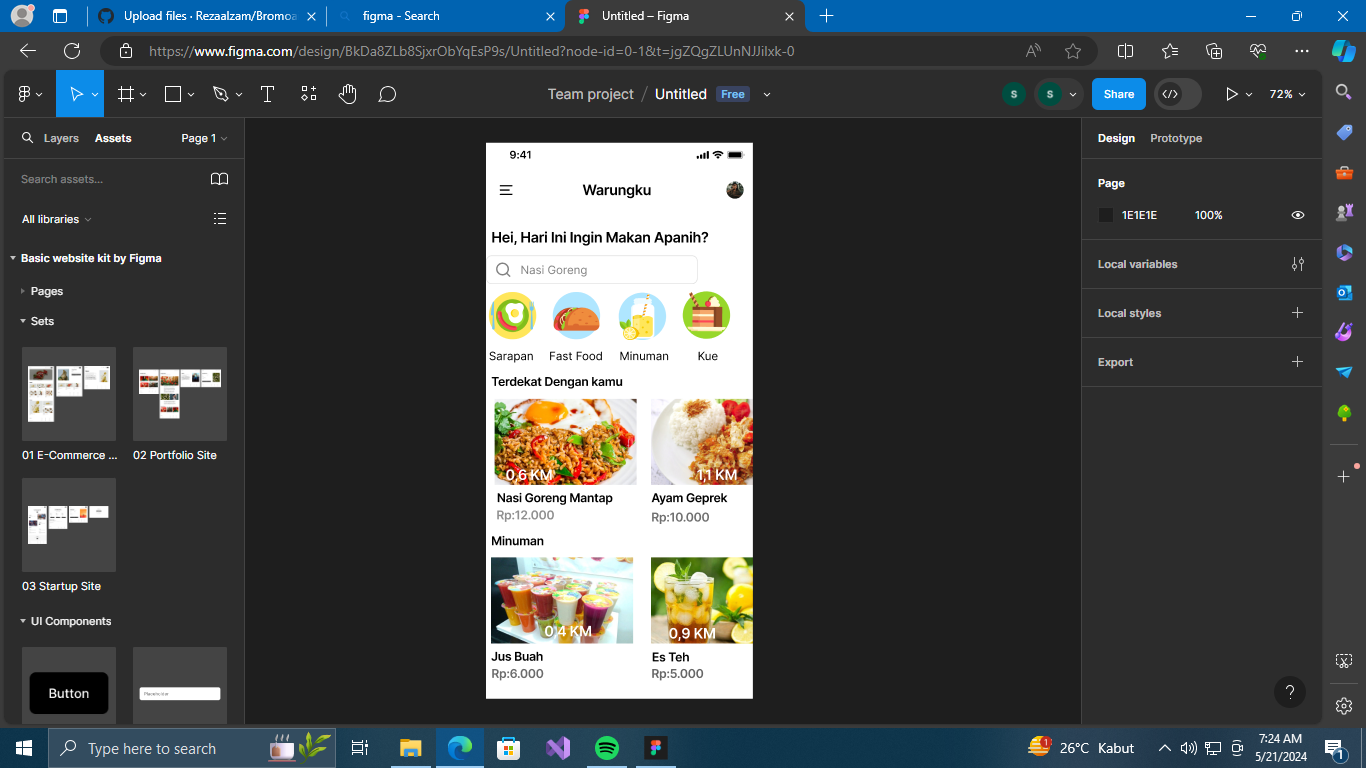 Upload files · Rezaalzam/Bromoa
figma - Search
Untitled – Figma
https://www.figma.com/design/BkDa8ZLb8SjxrObYqEsP9s/Untitled?node-id=0-1&t=jgZQgZLUnNJJilxk-0
Team project / Untitled Free
S
S
Share
72%
Layers Assets Page 1
Search assets...
All libraries
Basic website kit by Figma
Pages
Sets
01 E-Commerce ...
02 Portfolio Site
03 Startup Site
UI Components
Button
Placeholder
9:41
Warungku
Hei, Hari Ini Ingin Makan Apanih?
Nasi Goreng
Sarapan Fast Food Minuman Kue
Terdekat Dengan kamu
0,6 KM
1,1 KM
Nasi Goreng Mantap
Ayam Geprek
Rp:12.000
Rp:10.000
Minuman
0,4 KM
0,9 KM
Jus Buah
Es Teh
Rp:6.000
Rp:5.000
Design Prototype
Page
1E1E1E 100%
Local variables
Local styles
Export
?
Type here to search
1
26°C Kabut
7:24 AM
5/21/2024
1